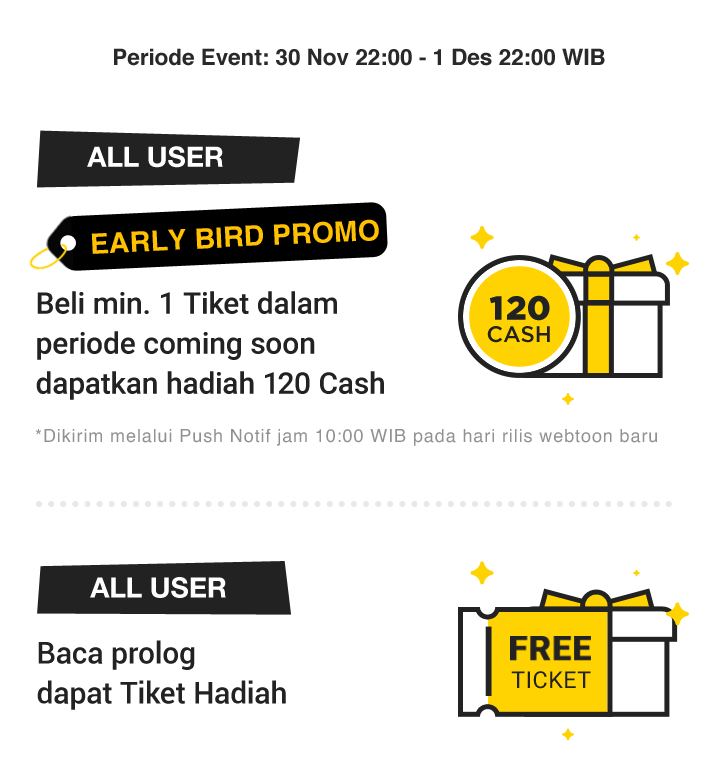 Periode Event: 30 Nov 22:00 - 1 Des 22:00 WIB
ALL USER
EARLY BIRD PROMO
Beli min. 1 Tiket dalam
periode coming soon
dapatkan hadiah 120 Cash
120
CASH
*Dikirim melalui Push Notif jam 10:00 WIB pada hari rilis webtoon baru
ALL USER
Baca prolog
dapat Tiket Hadiah
FREE
TICKET